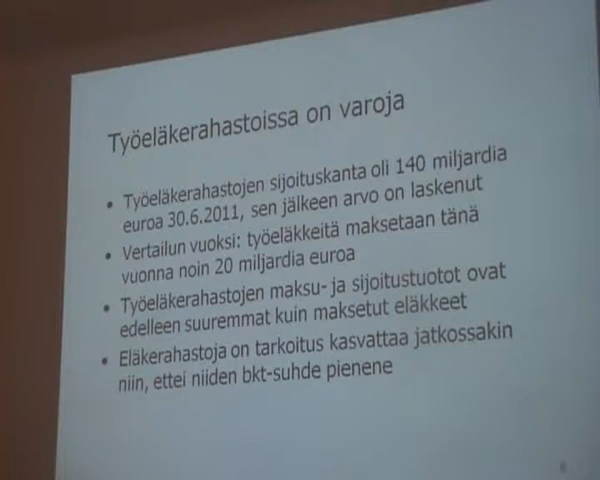 Työeläkerahastoissa on varoja
• Työeläkerahastojen sijoituskanta oli 140 miljardia
euroa 30.6.2011, sen jälkeen arvo on laskenut
• Vertailun vuoksi: työeläkkeitä maksetaan tänä
vuonna noin 20 miljardia euroa
• Työeläkerahastojen maksu- ja sijoitustuotot ovat
edelleen suuremmat kuin maksetut eläkkeet
• Eläkerahastoja on tarkoitus kasvattaa jatkossakin
niin, ettei niiden bkt-suhde pienene